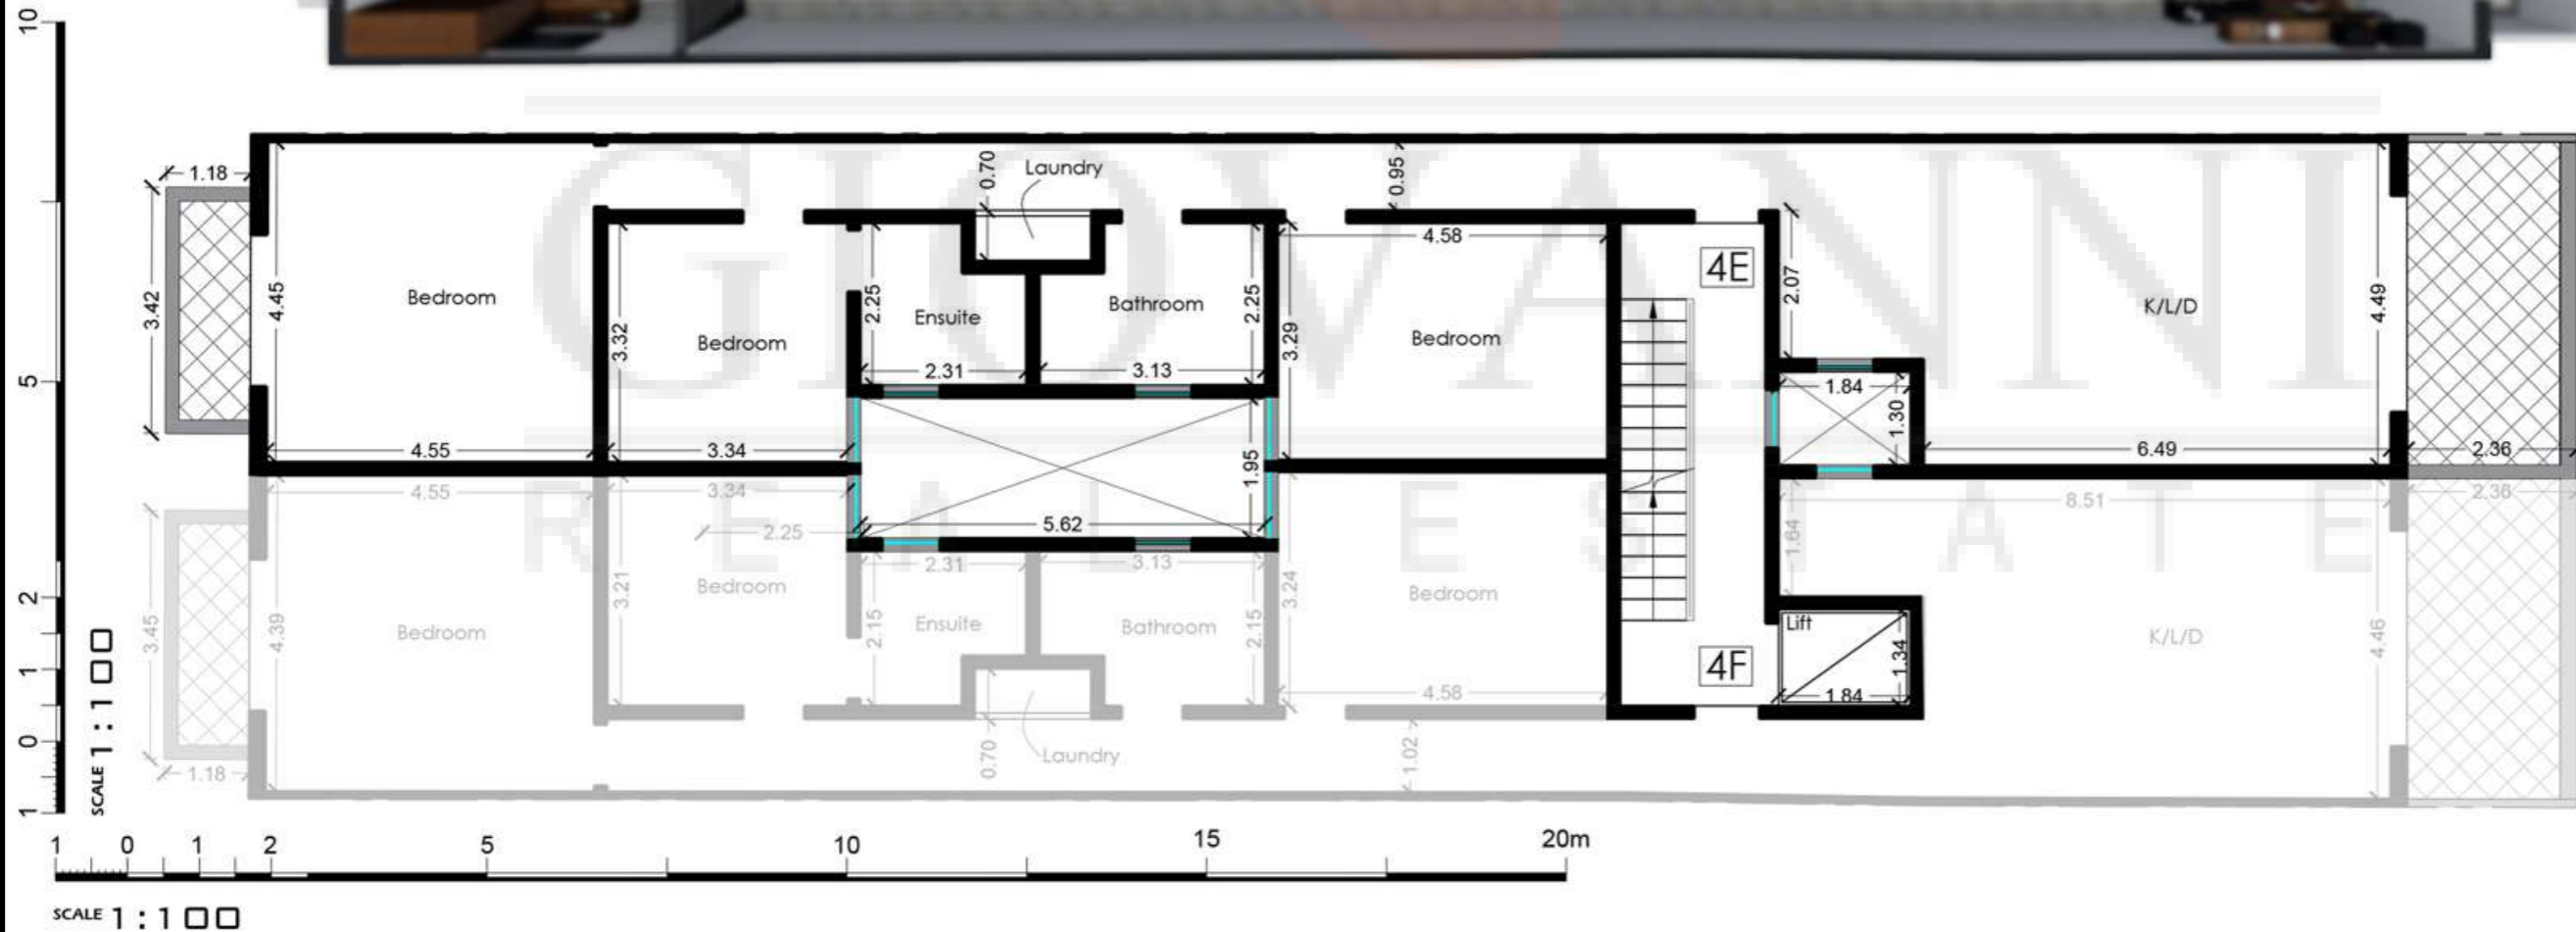 10
5
2
1
0
1
SCALE 1:100
GIOVANNI
REAL ESTATE
1.18
3.42
4.45
Bedroom
4.55
3.32
Bedroom
3.34
0.70
Laundry
2.25
Ensuite
2.31
Bathroom
2.25
3.13
0.95
4.58
3.29
Bedroom
4E
2.07
K/L/D
4.49
1.84
1.30
6.49
2.36
1.95
5.62
4.55
3.34
2.25
2.31
3.13
8.51
2.36
3.45
4.39
Bedroom
3.21
Bedroom
2.15
Ensuite
Bathroom
2.15
3.24
Bedroom
4.58
1.64
Lift
1.34
1.84
4F
K/L/D
4.46
1.18
0.70
Laundry
1.02
1 0 1 2 5 10 15 20m
SCALE 1:100